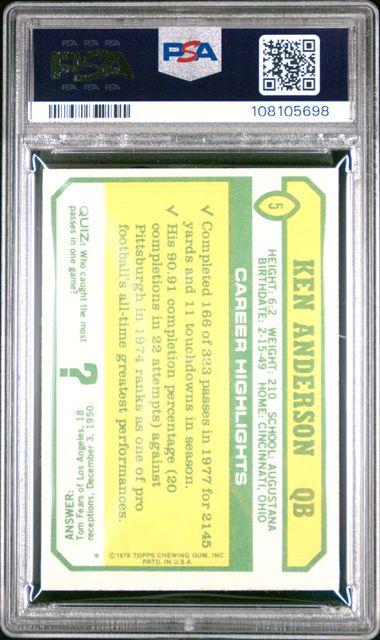 PSA
PSA
PSA
108105698
5
KEN ANDERSON QB
HEIGHT: 6:2 WEIGHT: 210 SCHOOL: AUGUSTANA
BIRTHDATE: 2-15-49 HOME: CINCINNATI, OHIO
CAREER HIGHLIGHTS
✓ Completed 166 of 323 passes in 1977 for 2145
yards and 11 touchdowns in season.
✓ His 90.91 completion percentage (20
completions in 22 attempts) against
Pittsburgh in 1974 ranks as one of pro
football's all-time greatest performances.
QUIZ: Who caught the most
passes in one game?
?
ANSWER:
Tom Fears of Los Angeles, 18
receptions, December 3, 1950.
* ©1978 TOPPS CHEWING GUM, INC.
PRTD. IN U.S.A.